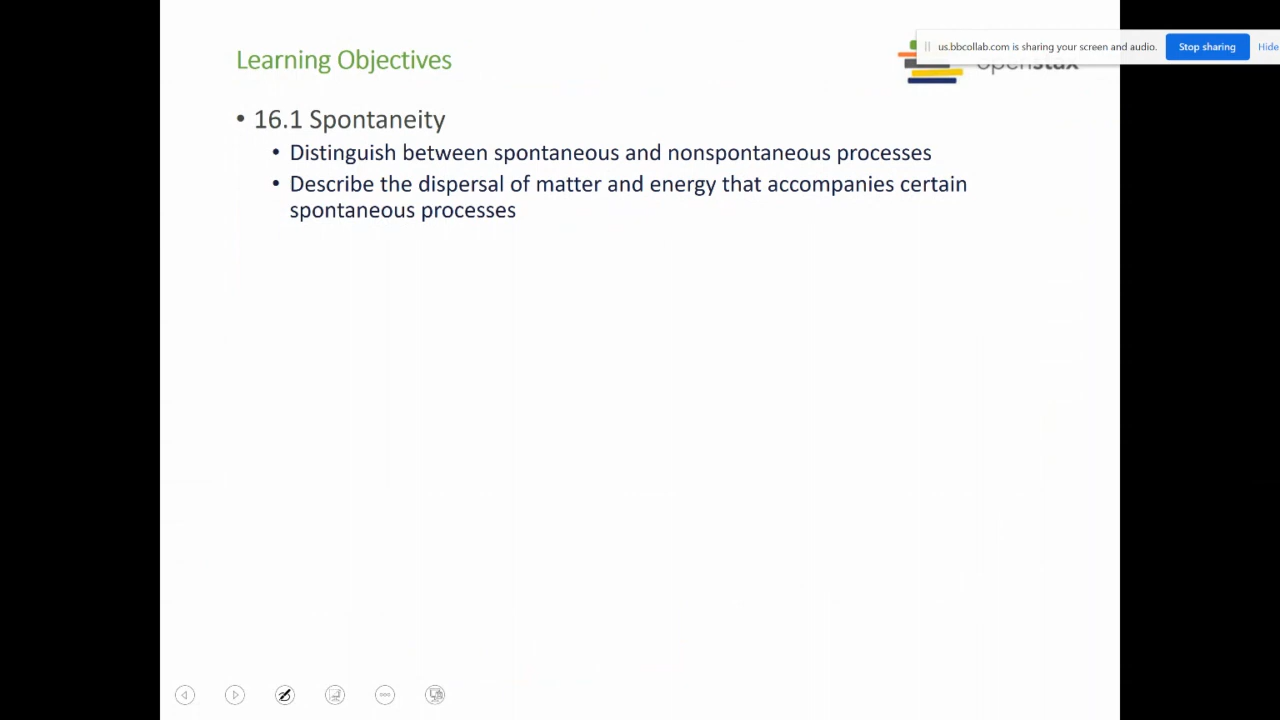 Learning Objectives
us.bbcollab.com is sharing your screen and audio. Stop sharing Hide
openstax
• 16.1 Spontaneity
• Distinguish between spontaneous and nonspontaneous processes
• Describe the dispersal of matter and energy that accompanies certain
spontaneous processes